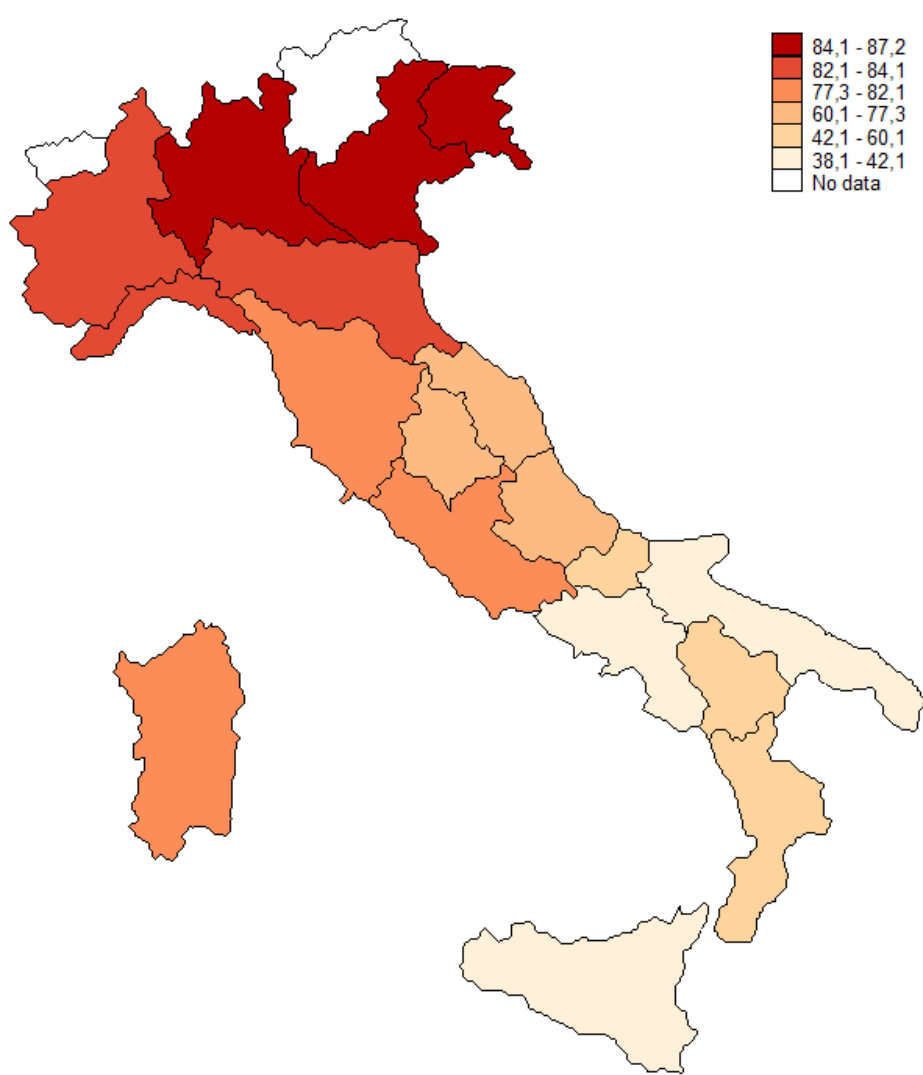 84,1 - 87,2
82,1 - 84,1
77,3 - 82,1
60,1 - 77,3
42,1 - 60,1
38,1 - 42,1
No data